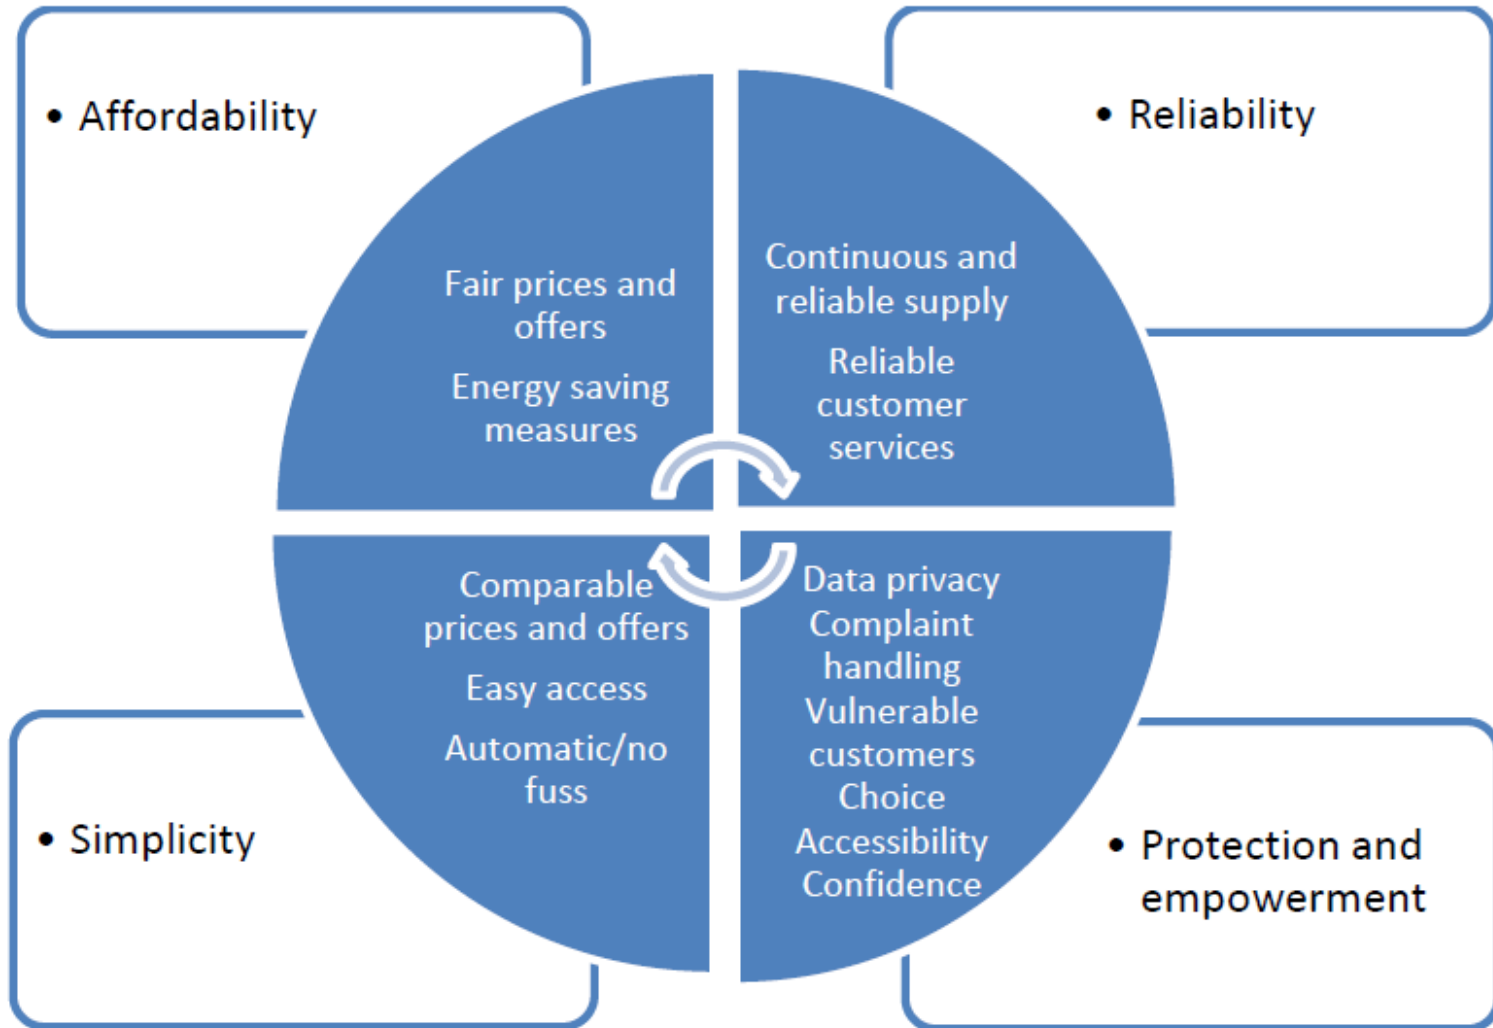 • Affordability
Fair prices and
offers
Energy saving
measures
• Reliability
Continuous and
reliable supply
Reliable
customer
services
• Simplicity
Comparable
prices and offers
Easy access
Automatic/no
fuss
• Protection and
empowerment
Data privacy
Complaint
handling
Vulnerable
customers
Choice
Accessibility
Confidence